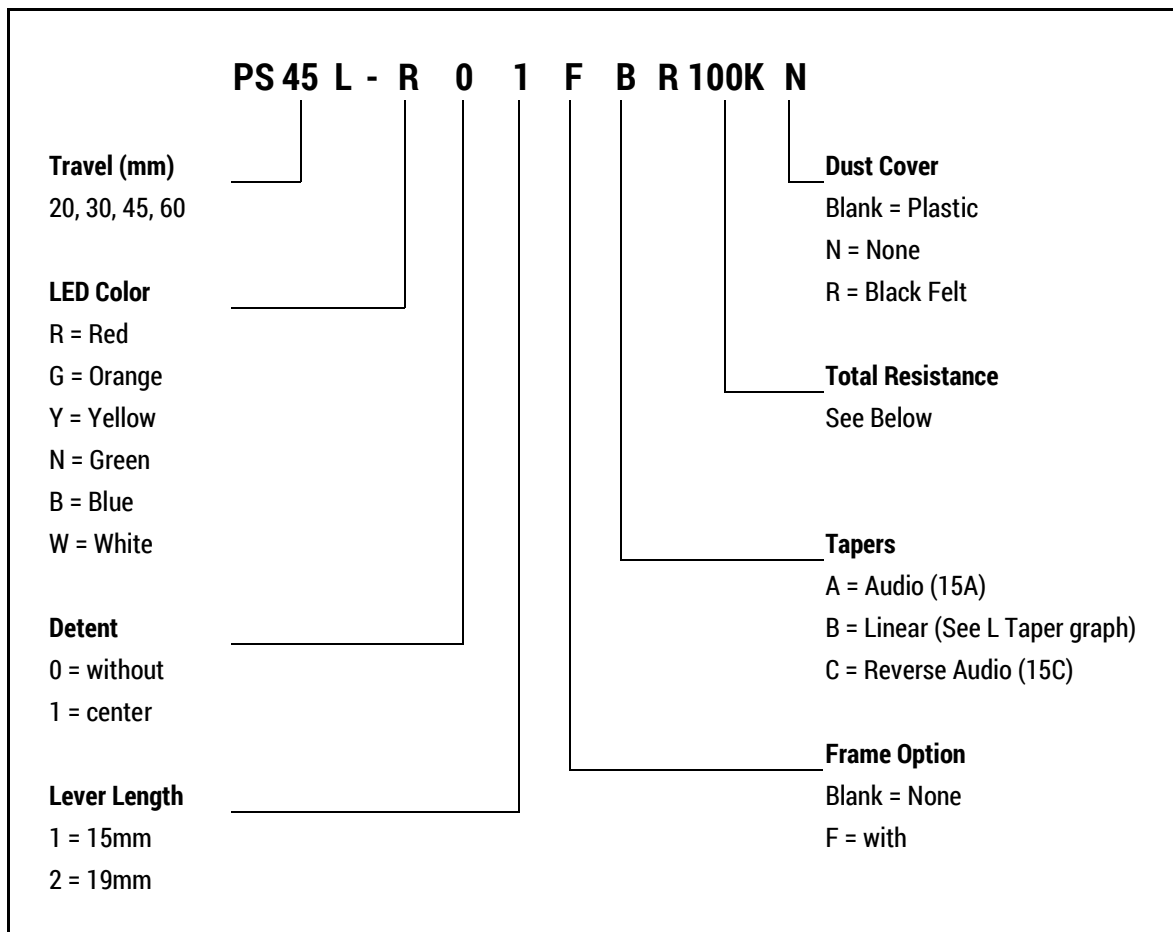 PS 45 L - R 0 1 F B R 100K N
Travel (mm)
20, 30, 45, 60
LED Color
R = Red
G = Orange
Y = Yellow
N = Green
B = Blue
W = White
Detent
0 = without
1 = center
Lever Length
1 = 15mm
2 = 19mm
Dust Cover
Blank = Plastic
N = None
R = Black Felt
Total Resistance
See Below
Tapers
A = Audio (15A)
B = Linear (See L Taper graph)
C = Reverse Audio (15C)
Frame Option
Blank = None
F = with